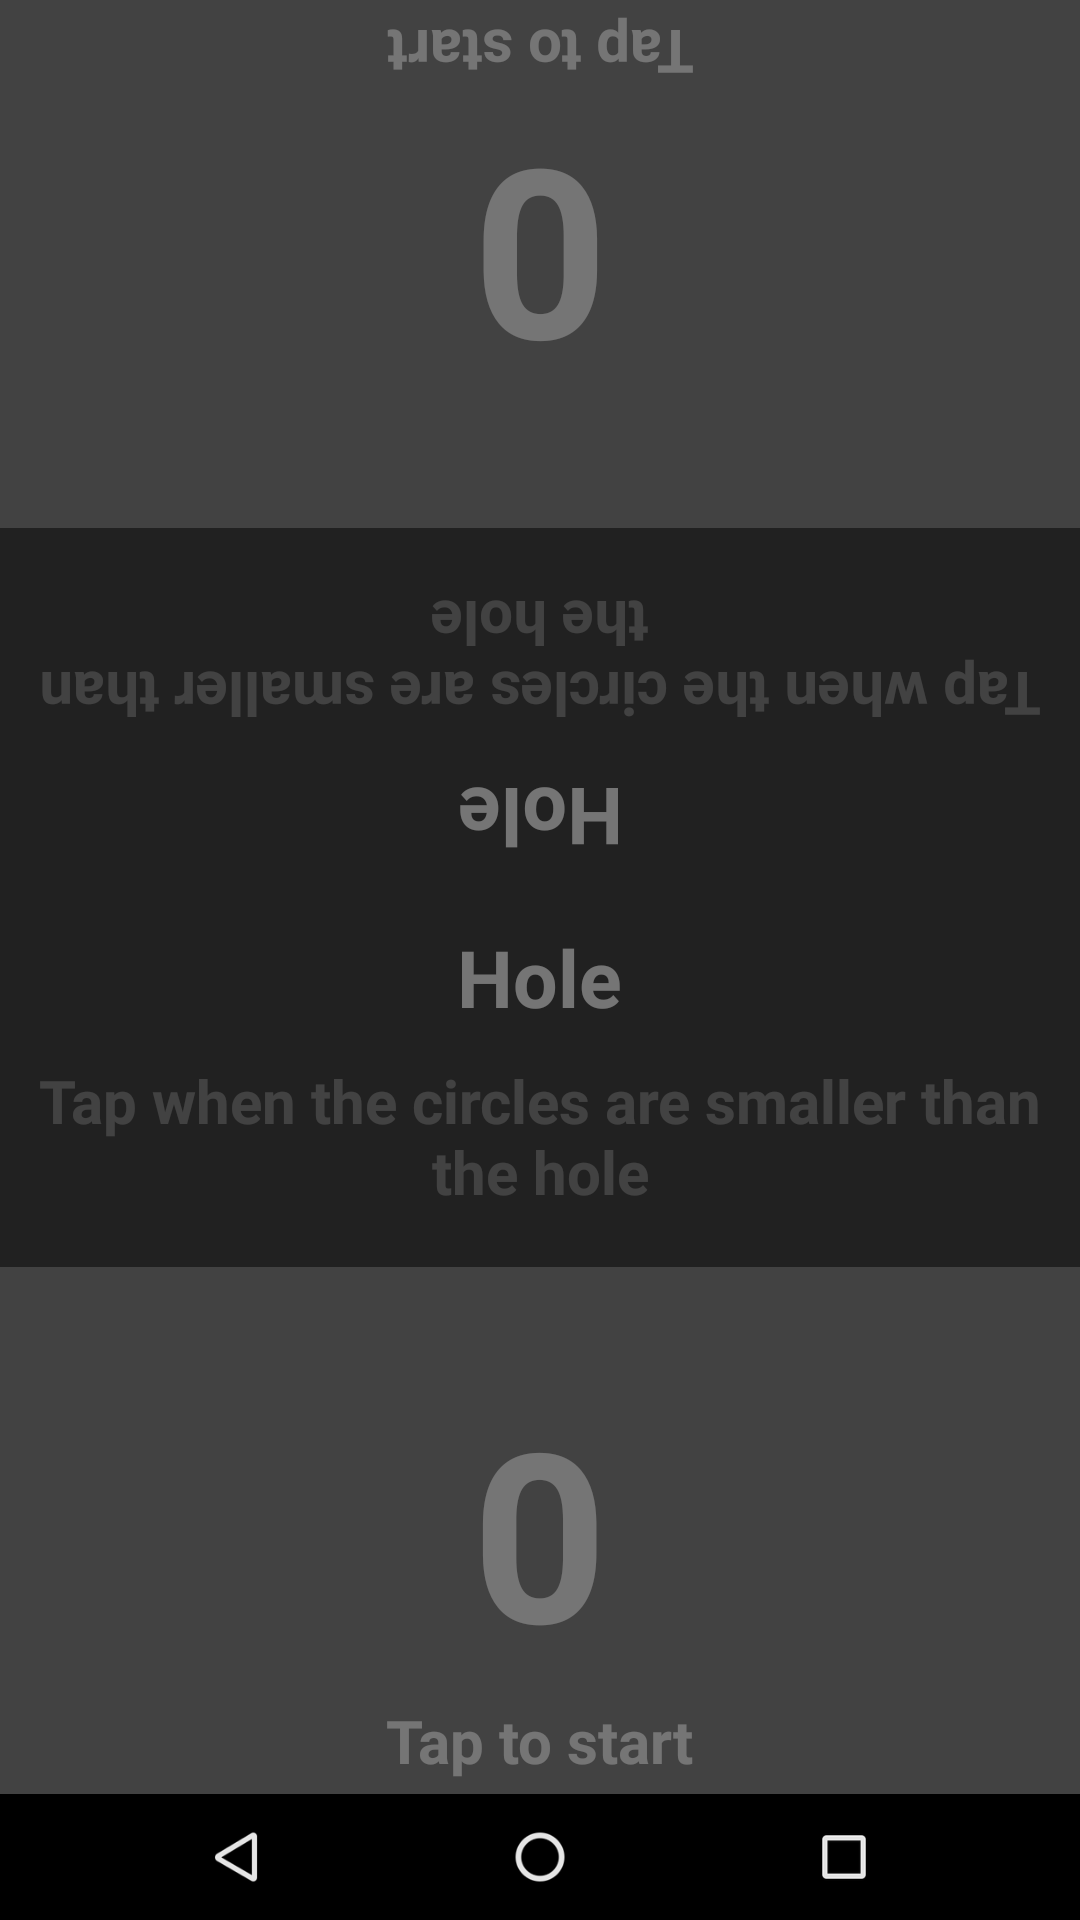 Tap to start
0
Tap when the circles are smaller than
the hole
Hole
Hole
Tap when the circles are smaller than
the hole
0
Tap to start